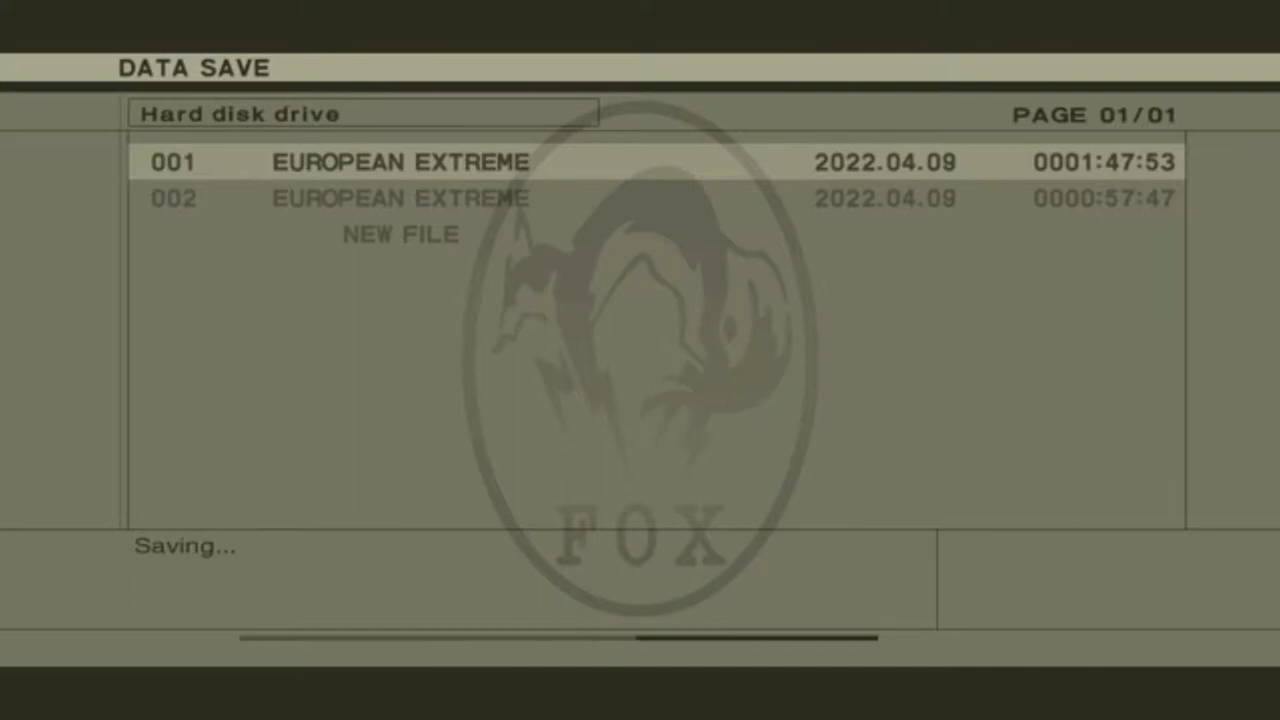 DATA SAVE
Hard disk drive PAGE 01/01
001 EUROPEAN EXTREME 2022.04.09 0001:47:53
002 EUROPEAN EXTREME 2022.04.09 0000:57:47
NEW FILE
FOX
Saving...